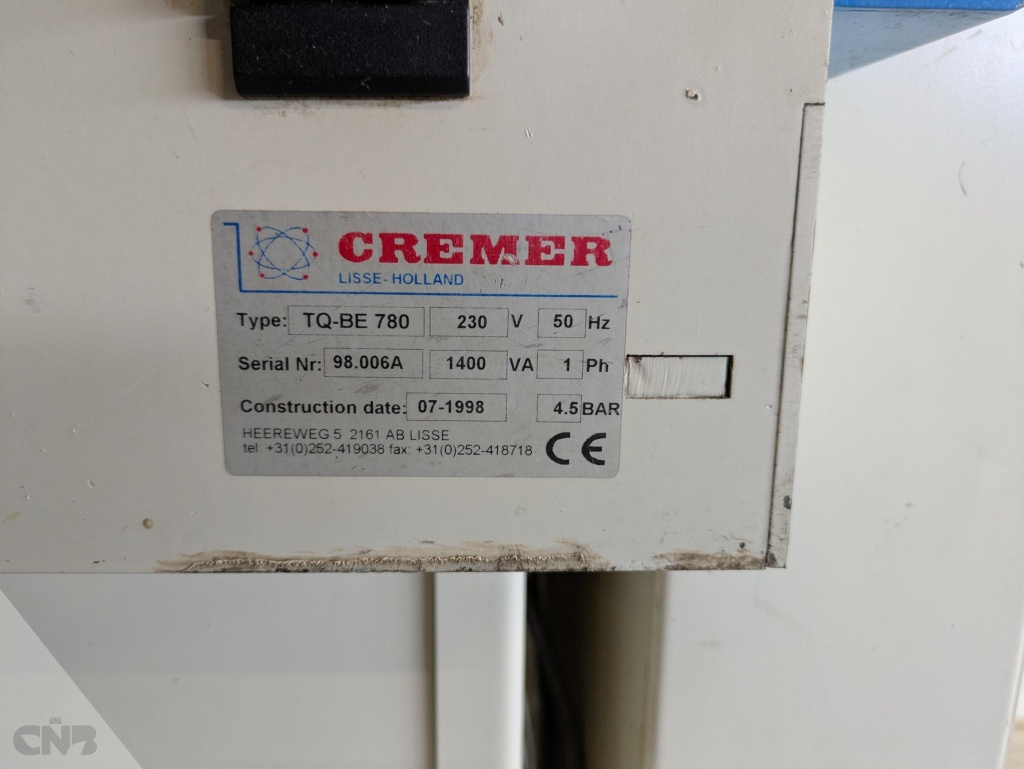 CREMER
LISSE-HOLLAND
Type: TQ-BE 780 230 V 50 Hz
Serial Nr: 98.006A 1400 VA 1 Ph
Construction date: 07-1998 4.5 BAR
HEEREWEG 5 2161 AB LISSE
tel: +31(0)252-419038 fax: +31(0)252-418718 CE
CNB